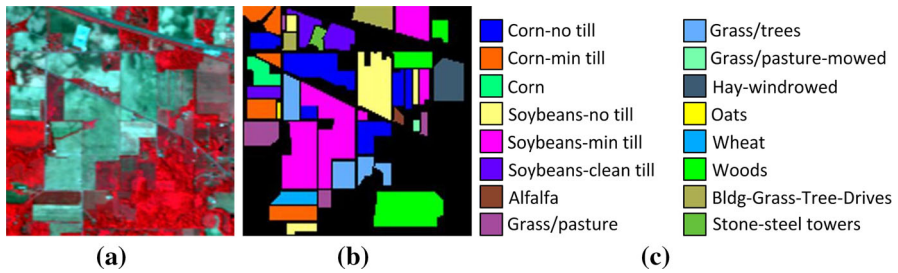 Corn-no till
Corn-min till
Corn
Soybeans-no till
Soybeans-min till
Soybeans-clean till
Alfalfa
Grass/pasture
Grass/trees
Grass/pasture-mowed
Hay-windrowed
Oats
Wheat
Woods
Bldg-Grass-Tree-Drives
Stone-steel towers
(a)
(b)
(c)